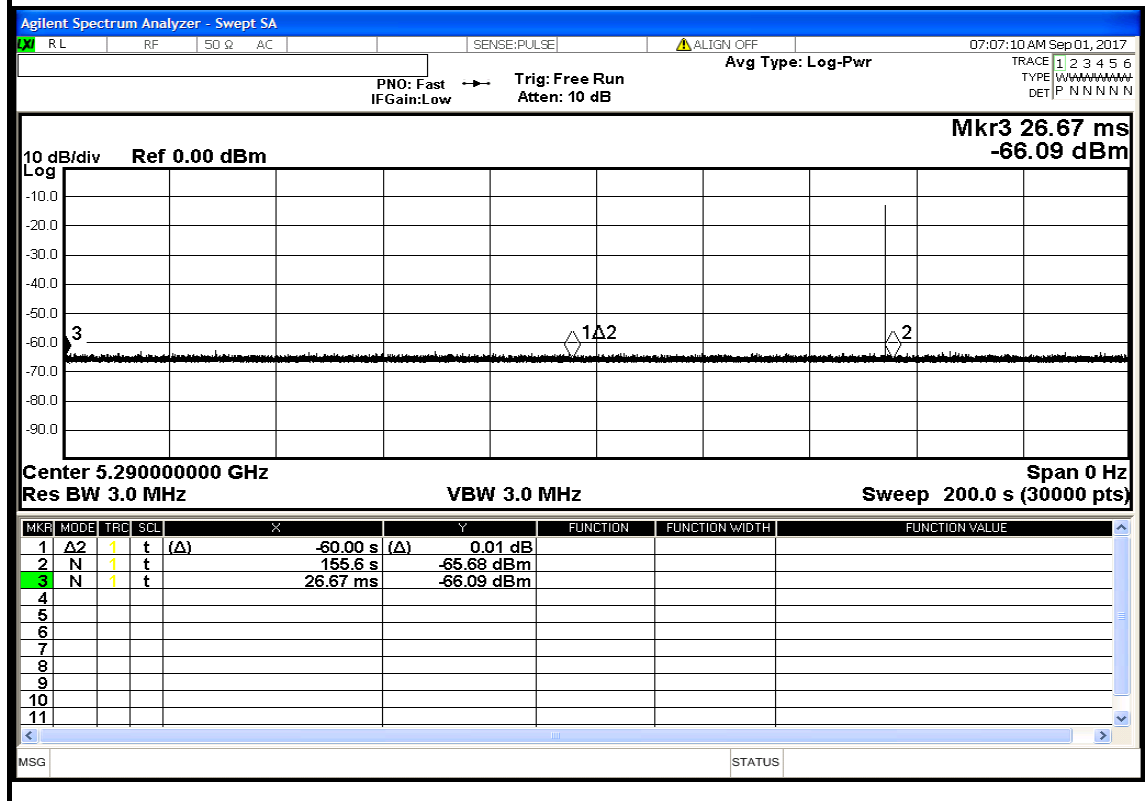 Agilent Spectrum Analyzer - Swept SA
LXI RL RF 50 Ω AC SENSE:PULSE ALIGN OFF 07:07:10 AM Sep 01, 2017
Avg Type: Log-Pwr TRACE 1 2 3 4 5 6
PNO: Fast Trig: Free Run TYPE WWWWWW
IFGain:Low Atten: 10 dB DET P N N N N N
Mkr3 26.67 ms
10 dB/div Ref 0.00 dBm -66.09 dBm
Log
-10.0
-20.0
-30.0
-40.0
-50.0
-60.0 3 1Δ2 2
-70.0
-80.0
-90.0
Center 5.290000000 GHz Span 0 Hz
Res BW 3.0 MHz VBW 3.0 MHz Sweep 200.0 s (30000 pts)
MKR MODE TRC SCL X Y FUNCTION FUNCTION WIDTH FUNCTION VALUE
1 Δ2 1 t (Δ) -60.00 s (Δ) 0.01 dB
2 N 1 t 155.6 s -65.68 dBm
3 N 1 t 26.67 ms -66.09 dBm
4
5
6
7
8
9
10
11
MSG STATUS